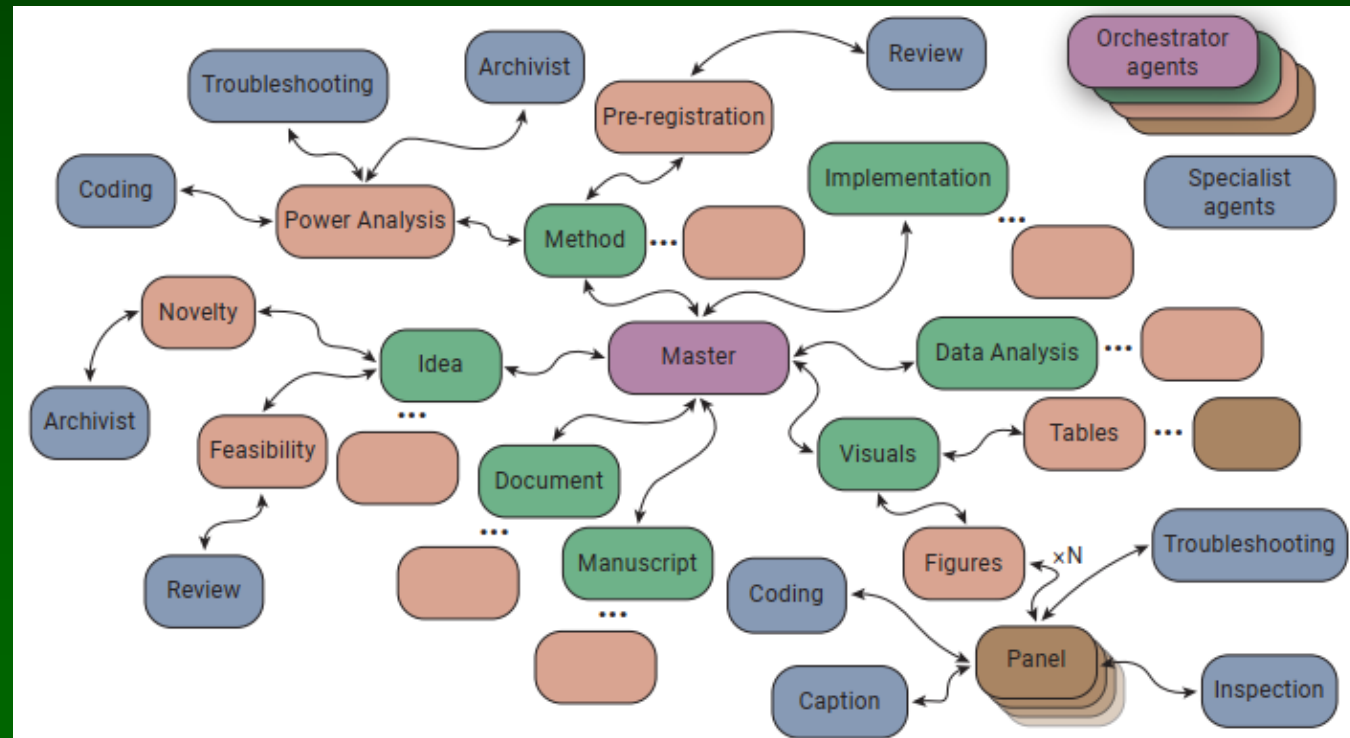 Orchestrator
agents
Review
Archivist
Troubleshooting
Pre-registration
Implementation
Specialist
agents
Coding
Power Analysis
Method
...
...
Novelty
Idea
Master
Data Analysis
...
Archivist
...
Feasibility
Visuals
Tables
...
Document
...
Manuscript
...
Review
Figures
×N
Troubleshooting
Coding
Panel
Caption
Inspection